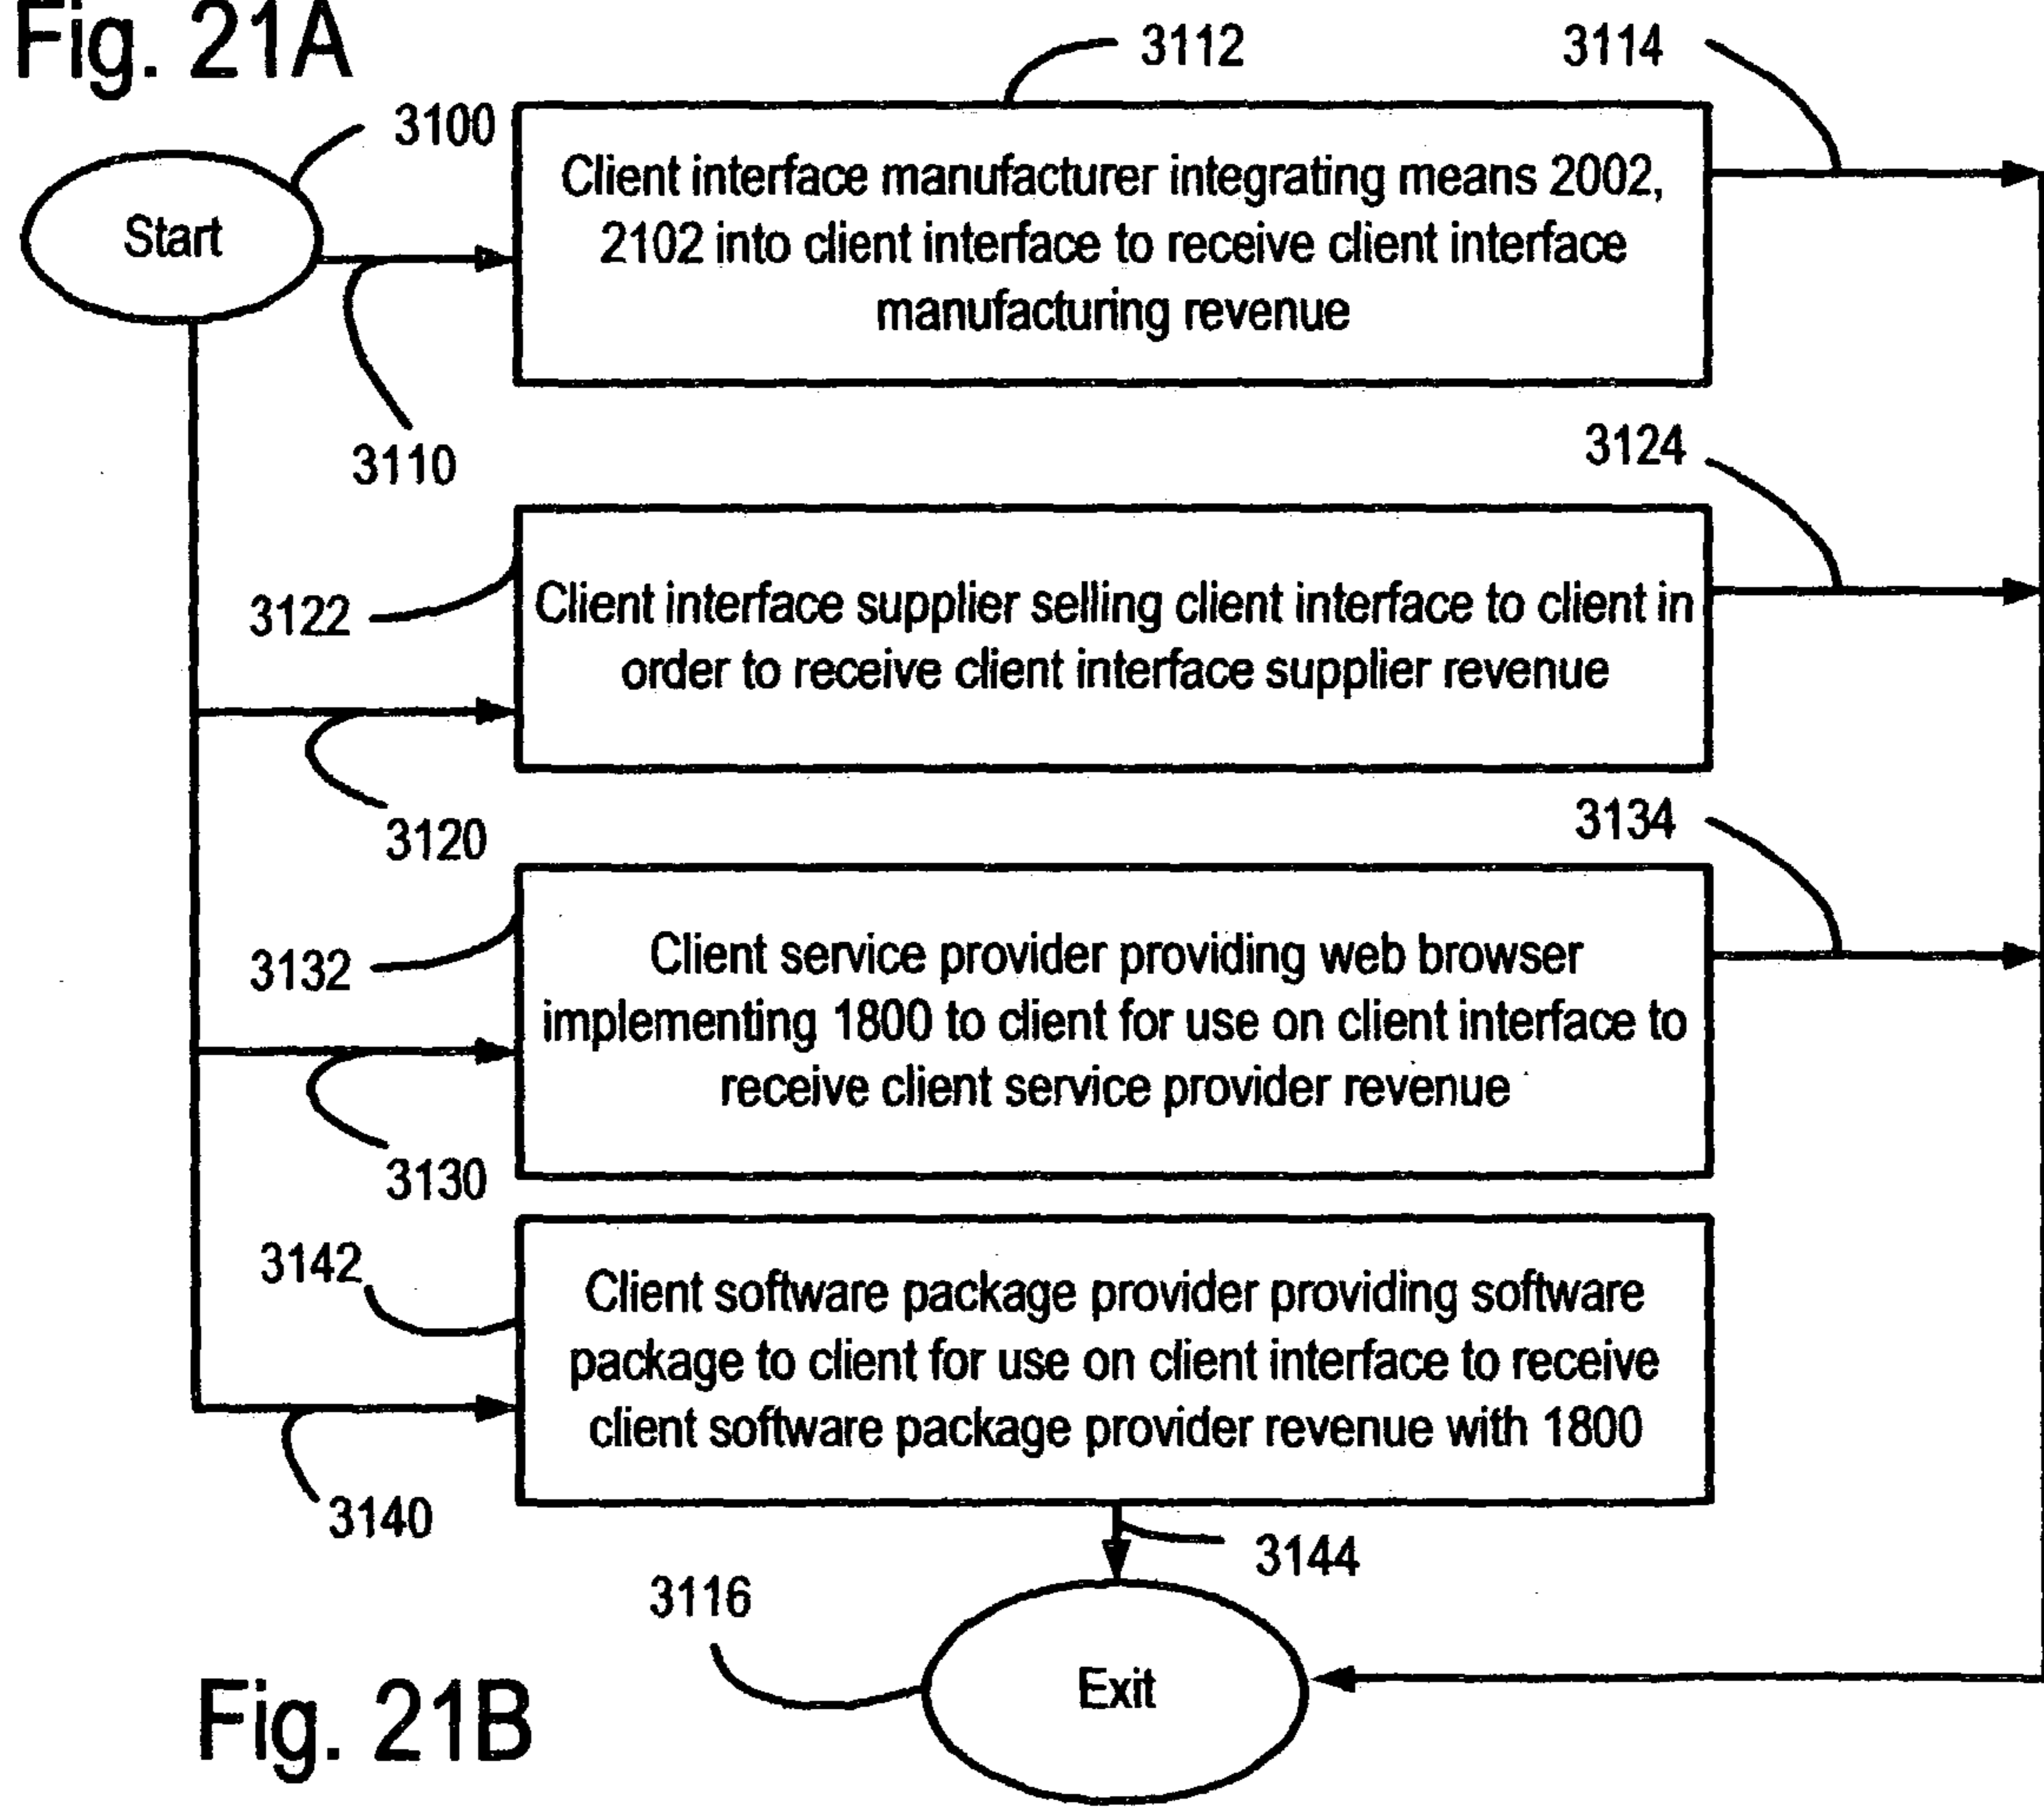 Fig. 21A
3112
3114
3100
Start
Client interface manufacturer integrating means 2002,
2102 into client interface to receive client interface
manufacturing revenue
3110
3124
3122
Client interface supplier selling client interface to client in
order to receive client interface supplier revenue
3120
3134
3132
Client service provider providing web browser
implementing 1800 to client for use on client interface to
receive client service provider revenue
3130
3142
Client software package provider providing software
package to client for use on client interface to receive
client software package provider revenue with 1800
3140
3144
3116
Exit
Fig. 21B